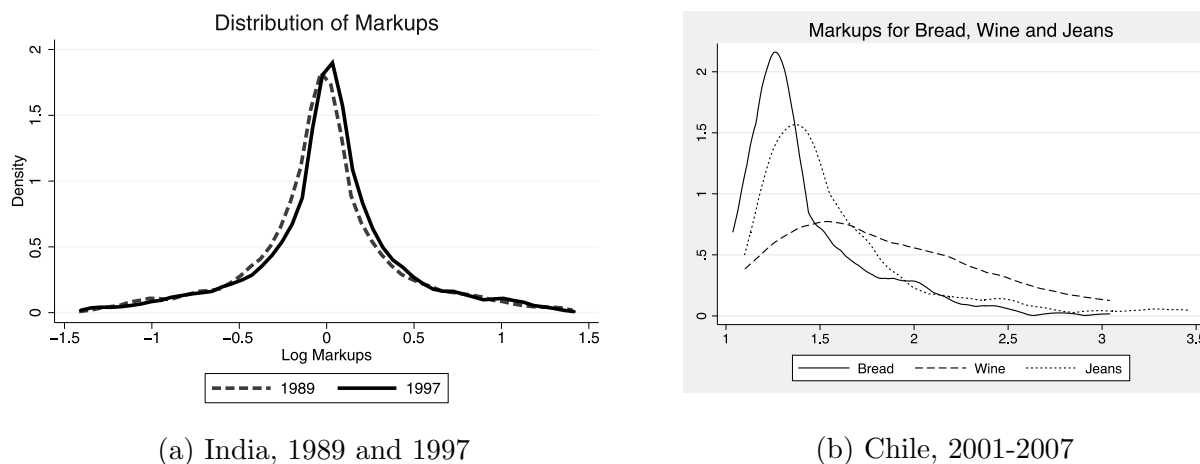 Distribution of Markups
2
1.5
1
0.5
0
Density
−1.5 −1 −0.5 0 0.5 1 1.5
Log Markups
1989 1997
(a) India, 1989 and 1997
Markups for Bread, Wine and Jeans
2
1.5
1
.5
0
1 1.5 2 2.5 3 3.5
Bread Wine Jeans
(b) Chile, 2001-2007